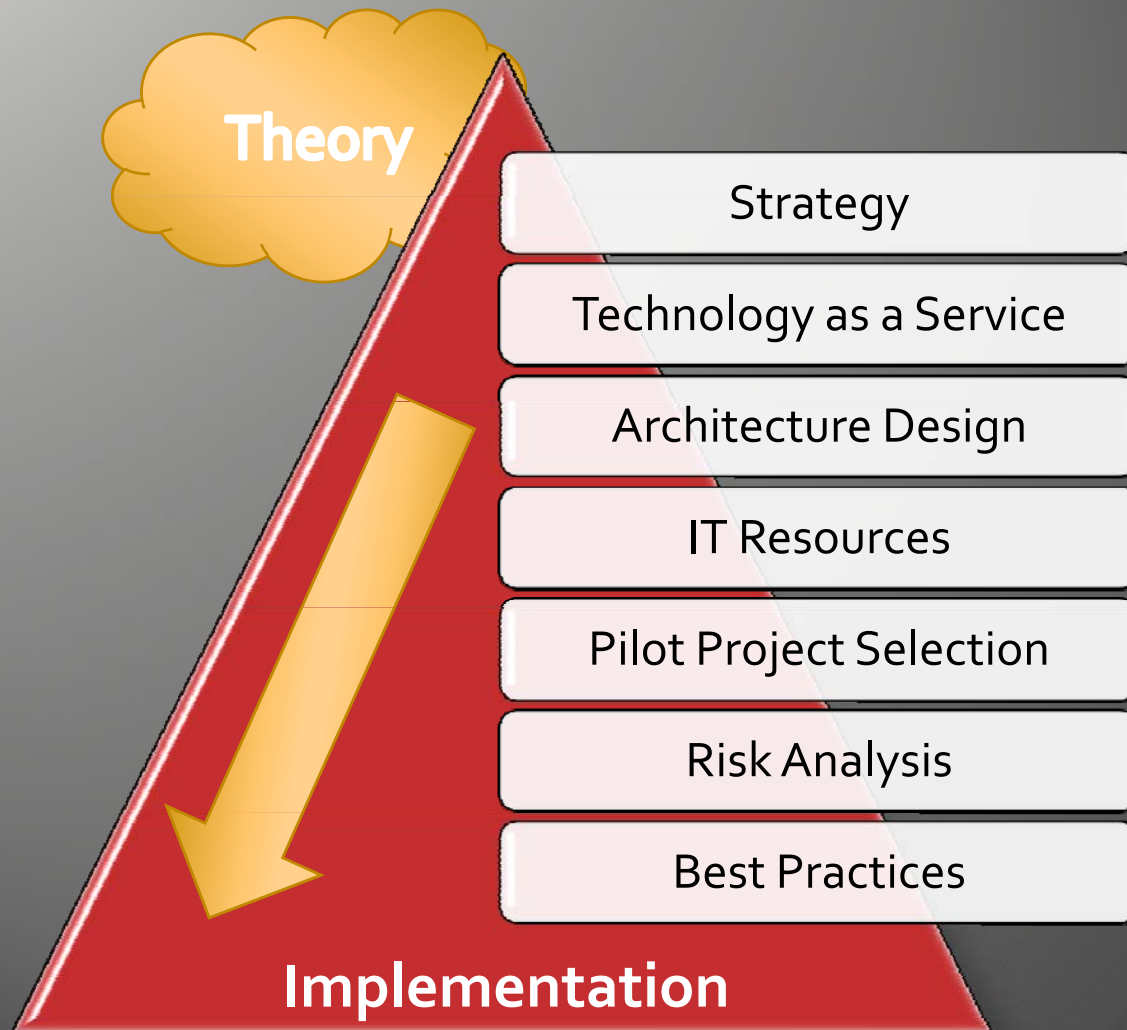 Theory
Strategy
Technology as a Service
Architecture Design
IT Resources
Pilot Project Selection
Risk Analysis
Best Practices
Implementation